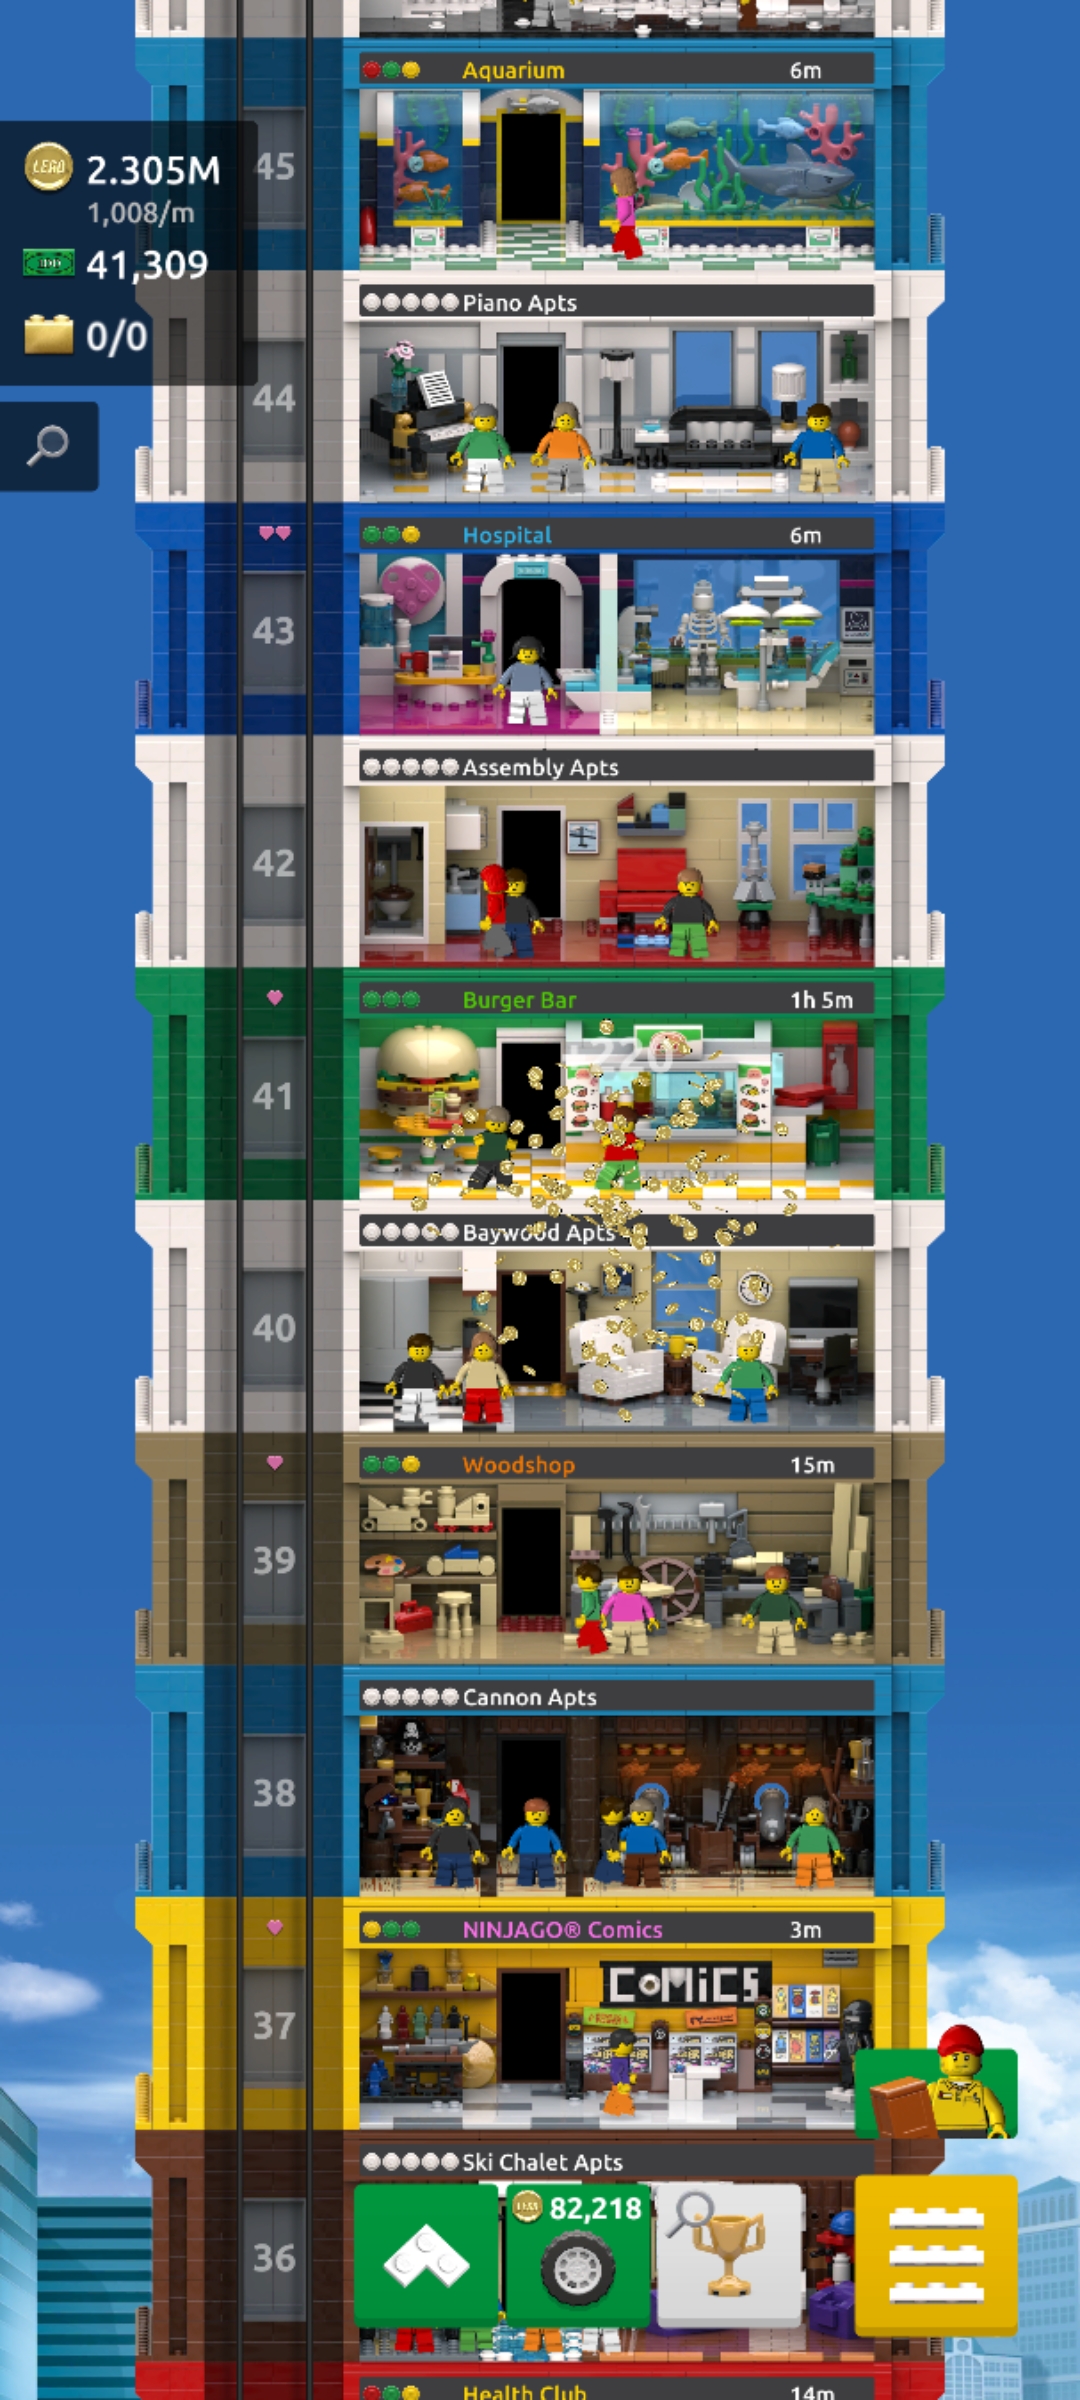 Aquarium 6m
45
LEGO 2.305M
1,008/m
41,309
0/0
Piano Apts
44
Hospital 6m
43
Assembly Apts
42
Burger Bar 1h 5m
+220
41
Baywood Apts
40
Woodshop 15m
39
Cannon Apts
38
NINJAGO® Comics 3m
COMiCS
37
Ski Chalet Apts
82,218
36
Health Club 14m